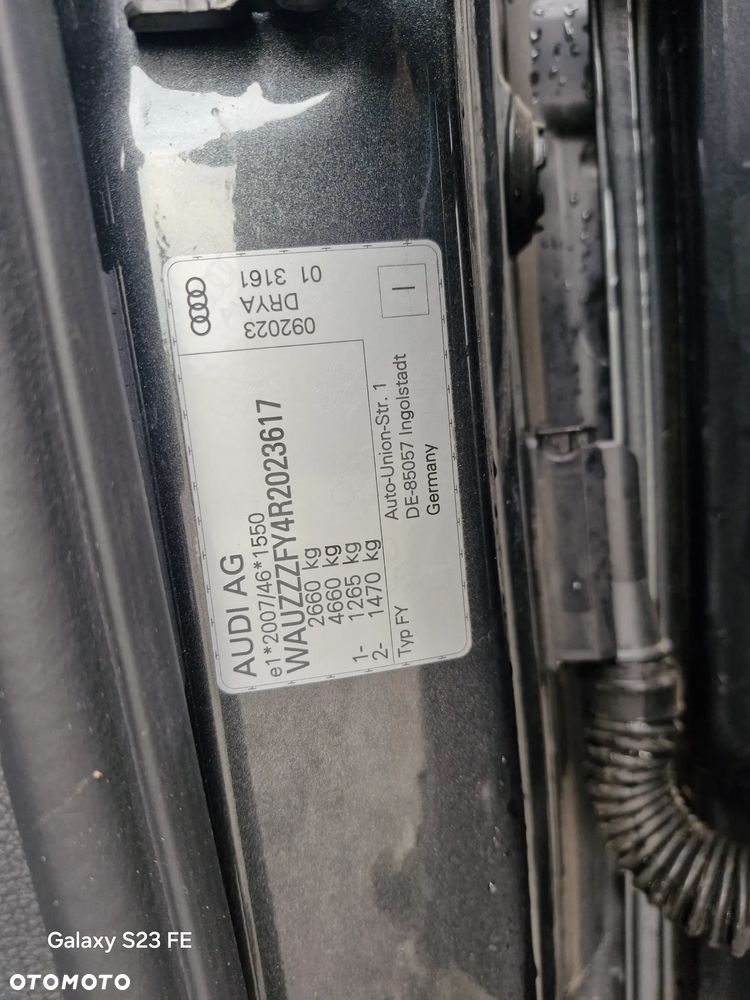 AUDI AG
e1*2007/46*1550
WAUZZZFY4R2023617
2660 kg
4660 kg
1- 1265 kg
2- 1470 kg
Typ FY
Auto-Union-Str. 1
DE-85057 Ingolstadt
Germany
092023
DRYA
01 3161
I
Galaxy S23 FE
OTOMOTO